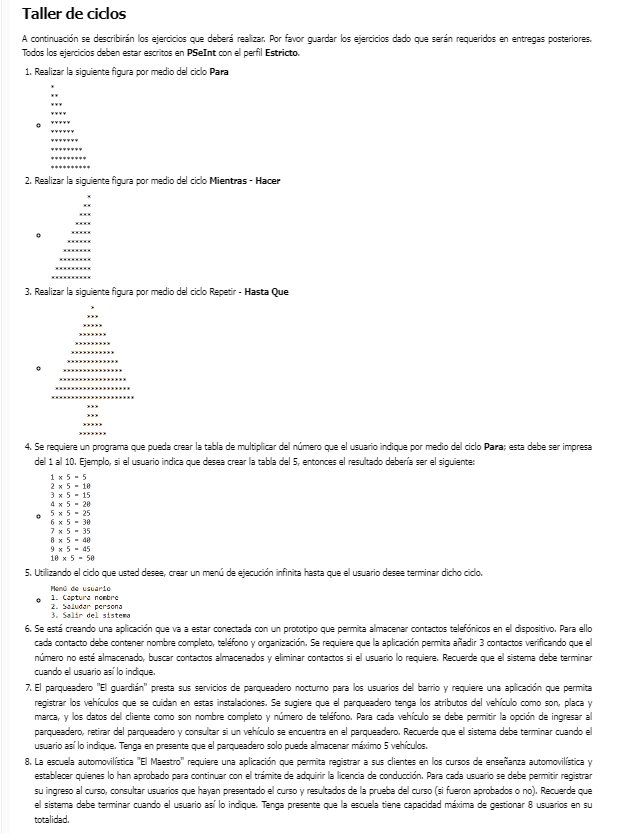 Taller de ciclos
A continuación se describirán los ejercicios que deberá realizar. Por favor guardar los ejercicios dado que serán requeridos en entregas posteriores.
Todos los ejercicios deben estar escritos en PSeInt con el perfil Estricto.
1. Realizar la siguiente figura por medio del ciclo Para
*
**
***
****
*****
******
*******
********
*********
**********
2. Realizar la siguiente figura por medio del ciclo Mientras - Hacer
*
**
***
****
*****
******
*******
********
*********
**********
3. Realizar la siguiente figura por medio del ciclo Repetir - Hasta Que
*
***
*****
*******
*********
***********
*************
***************
*****************
*******************
*********************
***
***
*****
*******
4. Se requiere un programa que pueda crear la tabla de multiplicar del número que el usuario indique por medio del ciclo Para; esta debe ser impresa
del 1 al 10. Ejemplo, si el usuario indica que desea crear la tabla del 5, entonces el resultado debería ser el siguiente:
1 x 5 = 5
2 x 5 = 10
3 x 5 = 15
4 x 5 = 20
5 x 5 = 25
6 x 5 = 30
7 x 5 = 35
8 x 5 = 40
9 x 5 = 45
10 x 5 = 50
5. Utilizando el ciclo que usted desee, crear un menú de ejecución infinita hasta que el usuario desee terminar dicho ciclo.
Menú de usuario
1. Captura nombre
2. Saludar persona
3. Salir del sistema
6. Se está creando una aplicación que va a estar conectada con un prototipo que permita almacenar contactos telefónicos en el dispositivo. Para ello
cada contacto debe contener nombre completo, teléfono y organización. Se requiere que la aplicación permita añadir 3 contactos verificando que el
número no esté almacenado, buscar contactos almacenados y eliminar contactos si el usuario lo requiere. Recuerde que el sistema debe terminar
cuando el usuario así lo indique.
7. El parqueadero "El guardián" presta sus servicios de parqueadero nocturno para los usuarios del barrio y requiere una aplicación que permita
registrar los vehículos que se cuidan en estas instalaciones. Se sugiere que el parqueadero tenga los atributos del vehículo como son, placa y
marca, y los datos del cliente como son nombre completo y número de teléfono. Para cada vehículo se debe permitir la opción de ingresar al
parqueadero, retirar del parqueadero y consultar si un vehículo se encuentra en el parqueadero. Recuerde que el sistema debe terminar cuando el
usuario así lo indique. Tenga en presente que el parqueadero solo puede almacenar máximo 5 vehículos.
8. La escuela automovilística "El Maestro" requiere una aplicación que permita a registrar a sus clientes en los cursos de enseñanza automovilística y
establecer quienes lo han aprobado para continuar con el trámite de adquirir la licencia de conducción. Para cada usuario se debe permitir registrar
su ingreso al curso, consultar usuarios que hayan presentado el curso y resultados de la prueba del curso (si fueron aprobados o no). Recuerde que
el sistema debe terminar cuando el usuario así lo indique. Tenga presente que la escuela tiene capacidad máxima de gestionar 8 usuarios en su
totalidad.